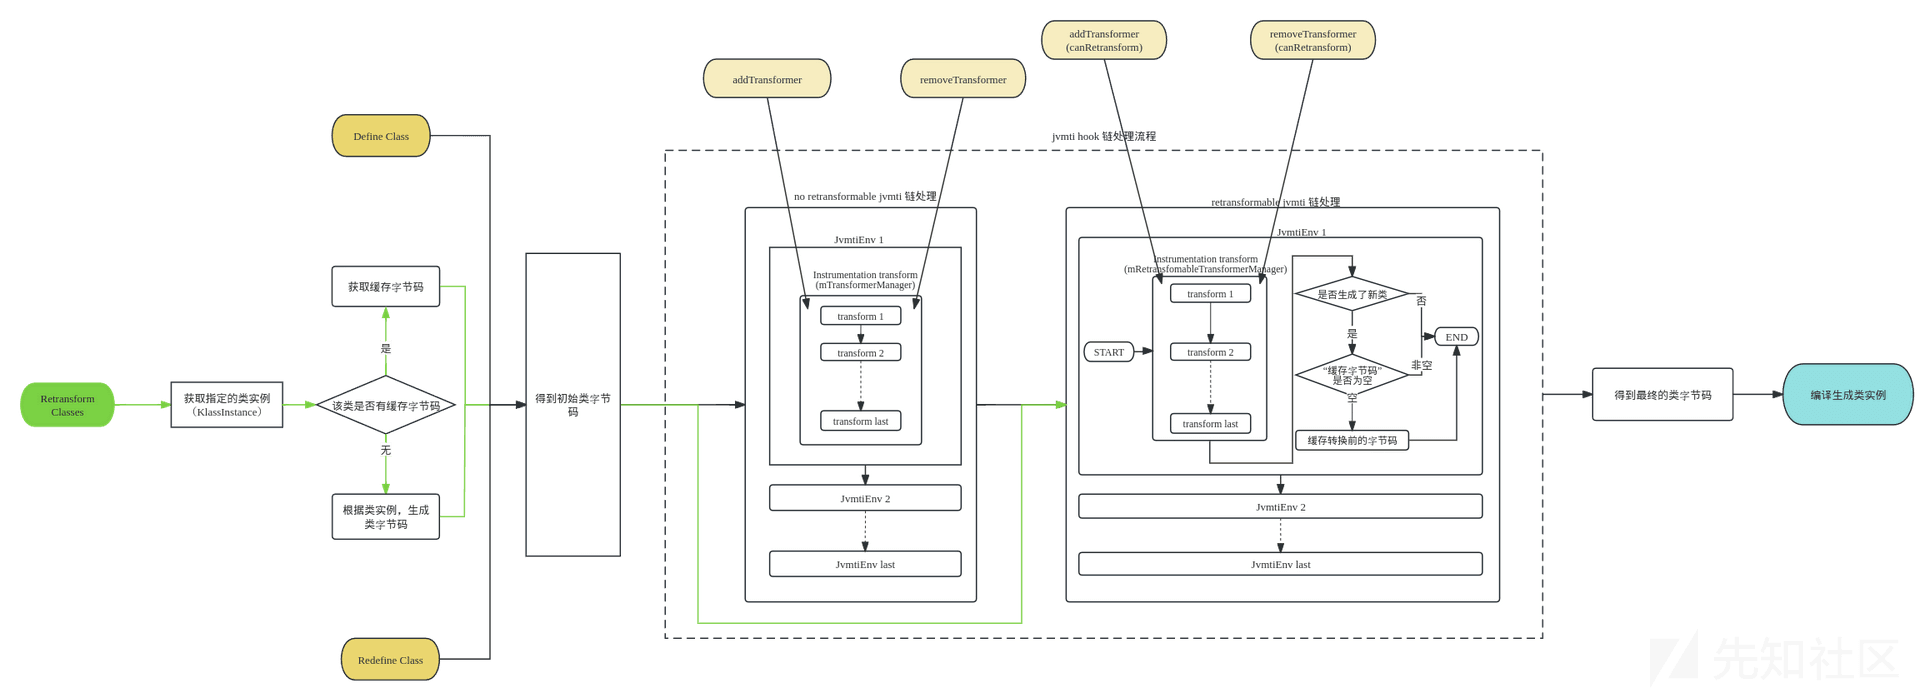 Retransform
Classes
获取指定的类实例
（KlassInstance）
Define Class
获取缓存字节码
是
该类是否有缓存字节码
无
根据类实例，生成
类字节码
Redefine Class
得到初始类字节
码
addTransformer
removeTransformer
addTransformer
(canRetransform)
removeTransformer
(canRetransform)
jvmti hook 链处理流程
no retransformable jvmti 链处理
JvmtiEnv 1
Instrumentation transform
(mTransformerManager)
transform 1
transform 2
transform last
JvmtiEnv 2
JvmtiEnv last
retransformable jvmti 链处理
JvmtiEnv 1
Instrumentation transform
(mRetransfomableTransformerManager)
START
transform 1
transform 2
transform last
是否生成了新类
否
是
END
“缓存字节码”
是否为空
非空
空
缓存转换前的字节码
JvmtiEnv 2
JvmtiEnv last
得到最终的类字节码
编译生成类实例
先知社区